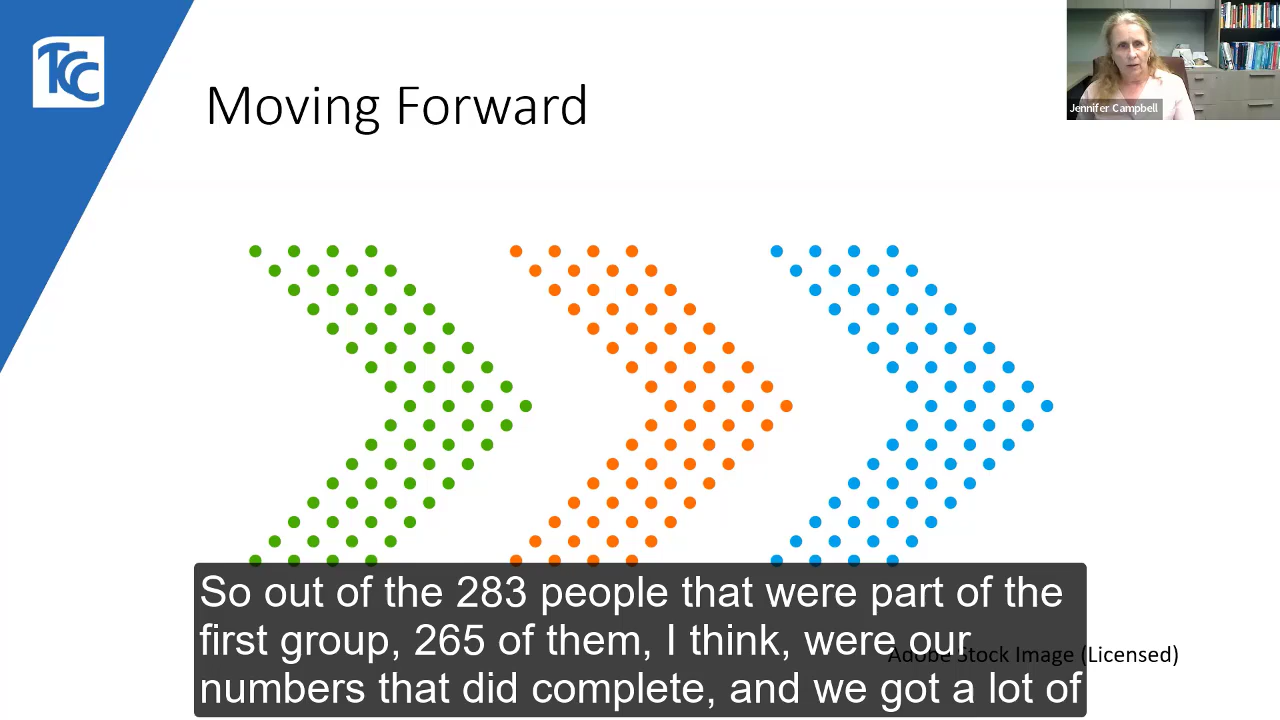 TCC
Moving Forward
Jennifer Campbell
So out of the 283 people that were part of the
first group, 265 of them, I think, were our
numbers that did complete, and we got a lot of
Adobe Stock Image (Licensed)